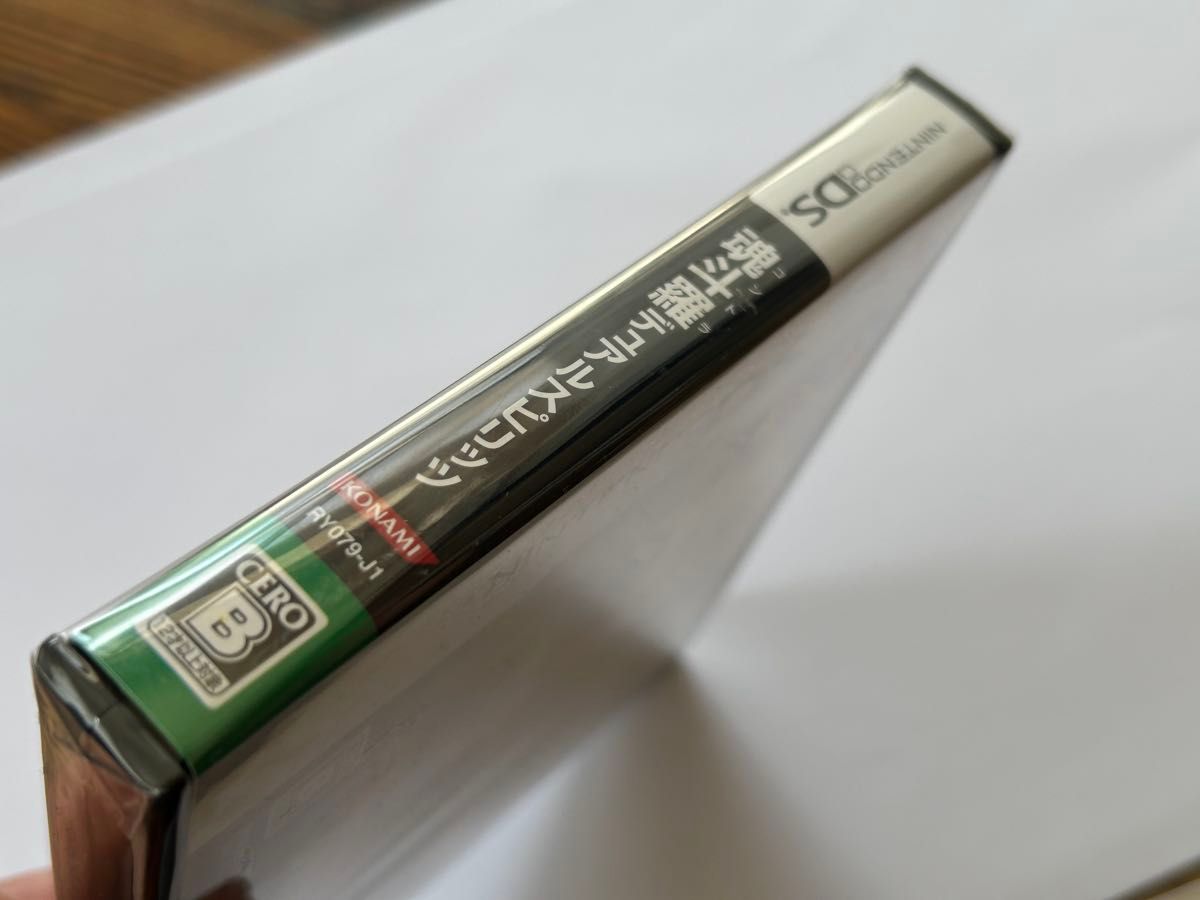 NINTENDO DS
魂斗羅 デュアルスピリッツ
コントラ
KONAMI
RY079-J1
CERO
B
12才以上対象